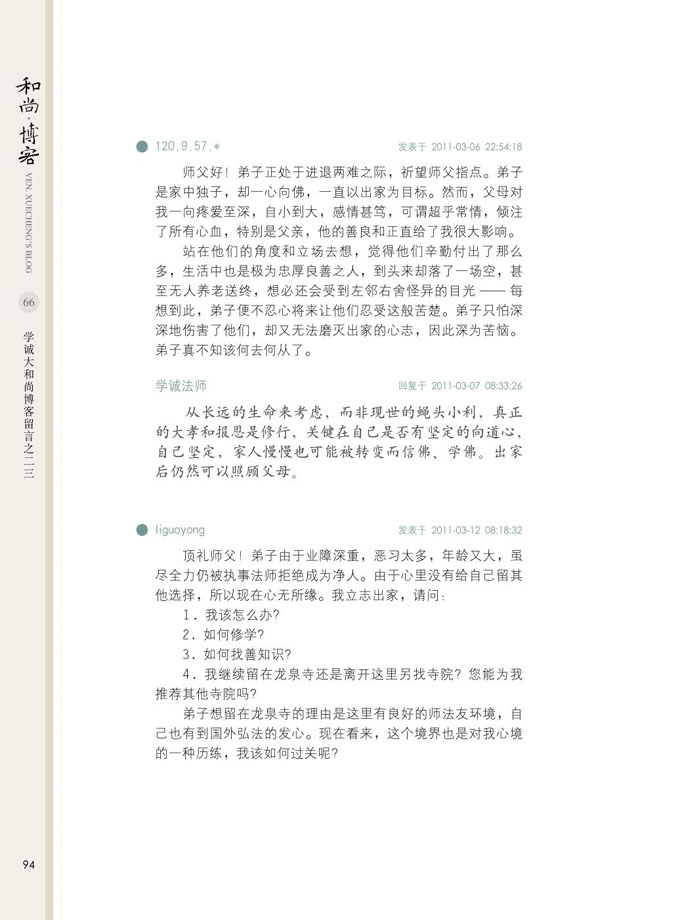 和尚·博客
VEN. XUECHENG'S BLOG
66
学诚大和尚博客留言之二三
120.9.57.* 发表于 2011-03-06 22:54:18
师父好！弟子正处于进退两难之际，祈望师父指点。弟子
是家中独子，却一心向佛，一直以出家为目标。然而，父母对
我一向疼爱至深，自小到大，感情甚笃，可谓超乎常情，倾注
了所有心血，特别是父亲，他的善良和正直给了我很大影响。
站在他们的角度和立场去想，觉得他们辛勤付出了那么
多，生活中也是极为忠厚良善之人，到头来却落了一场空，甚
至无人养老送终，想必还会受到左邻右舍怪异的目光 —— 每
想到此，弟子便不忍心将来让他们忍受这般苦楚。弟子只怕深
深地伤害了他们，却又无法磨灭出家的心志，因此深为苦恼。
弟子真不知该何去何从了。
学诚法师 回复于 2011-03-07 08:33:26
从长远的生命来考虑，而非现世的蝇头小利，真正
的大孝和报恩是修行，关键在自己是否有坚定的向道心，
自己坚定，家人慢慢也可能被转变而信佛、学佛。出家
后仍然可以照顾父母。
liguoyong 发表于 2011-03-12 08:18:32
顶礼师父！弟子由于业障深重，恶习太多，年龄又大，虽
尽全力仍被执事法师拒绝成为净人。由于心里没有给自己留其
他选择，所以现在心无所缘。我立志出家，请问：
1．我该怎么办？
2．如何修学？
3．如何找善知识？
4．我继续留在龙泉寺还是离开这里另找寺院？您能为我
推荐其他寺院吗？
弟子想留在龙泉寺的理由是这里有良好的师法友环境，自
己也有到国外弘法的发心。现在看来，这个境界也是对我心境
的一种历练，我该如何过关呢？
94